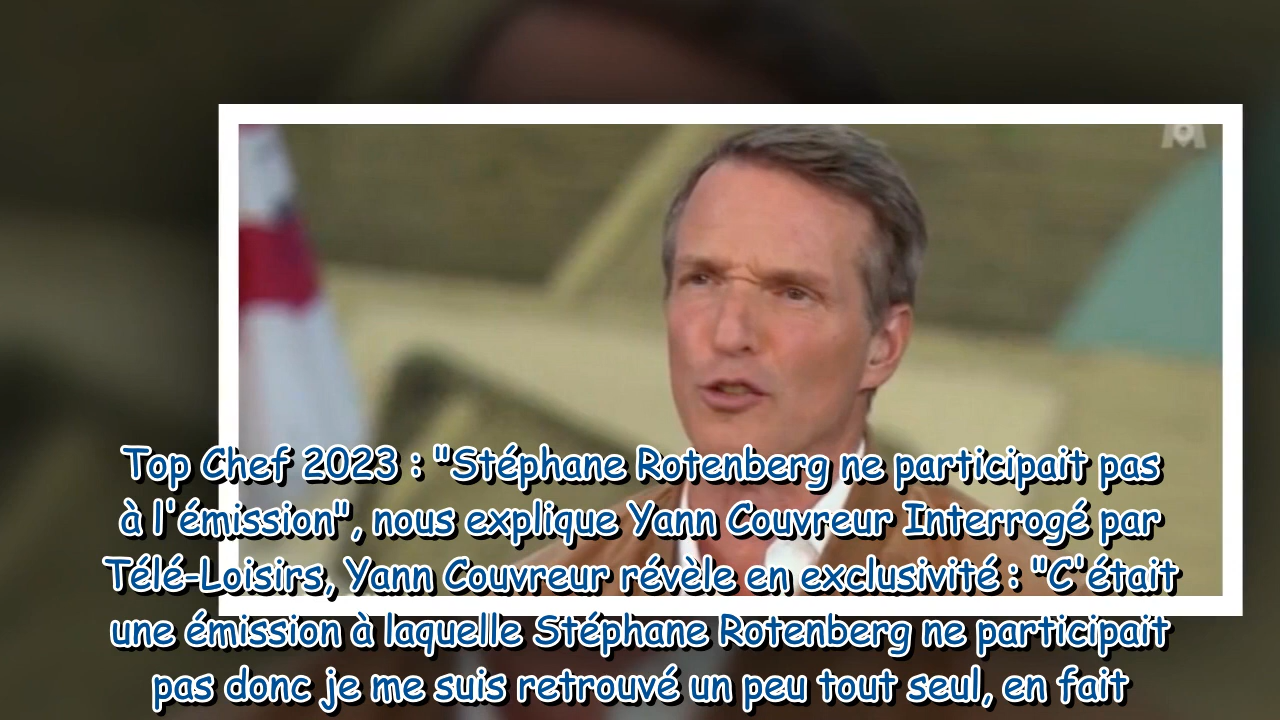 Top Chef 2023 : "Stéphane Rotenberg ne participait pas
à l'émission", nous explique Yann Couvreur Interrogé par
Télé-Loisirs, Yann Couvreur révèle en exclusivité : "C'était
une émission à laquelle Stéphane Rotenberg ne participait
pas donc je me suis retrouvé un peu tout seul, en fait